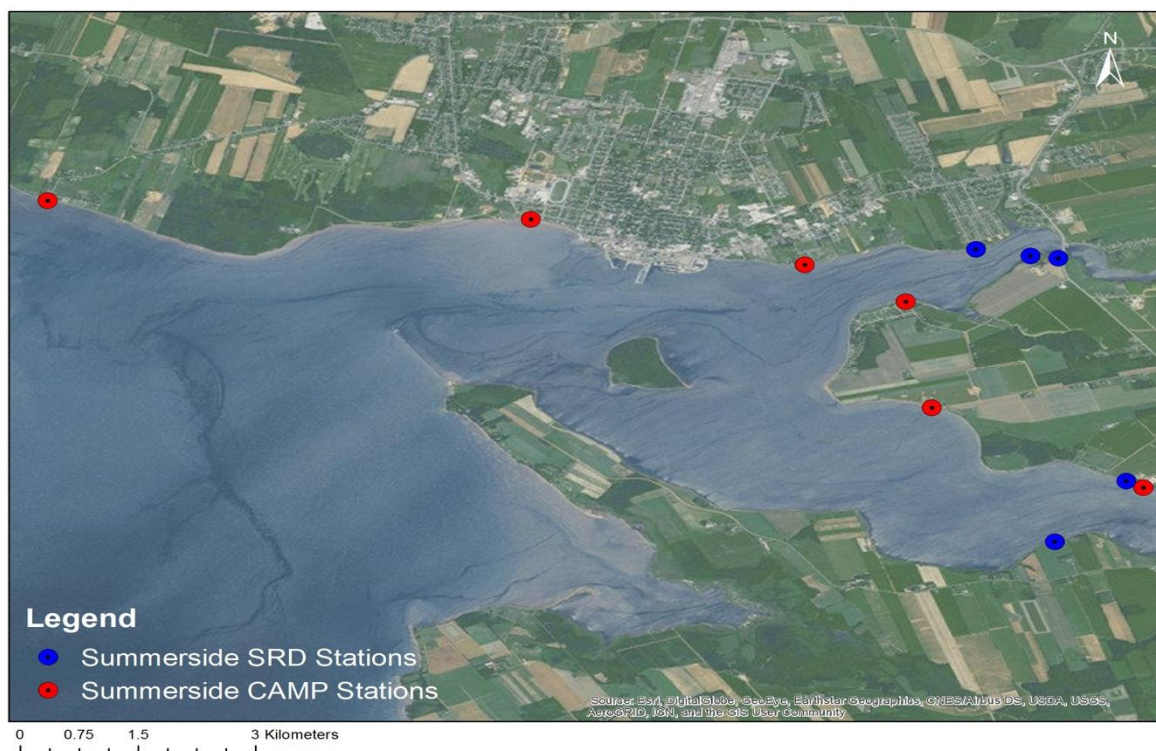 N
Legend
Summerside SRD Stations
Summerside CAMP Stations
Source: Esri, DigitalGlobe, GeoEye, Earthstar Geographics, CNES/Airbus DS, USDA, USGS,
AeroGRID, IGN, and the GIS User Community
0 0.75 1.5 3 Kilometers